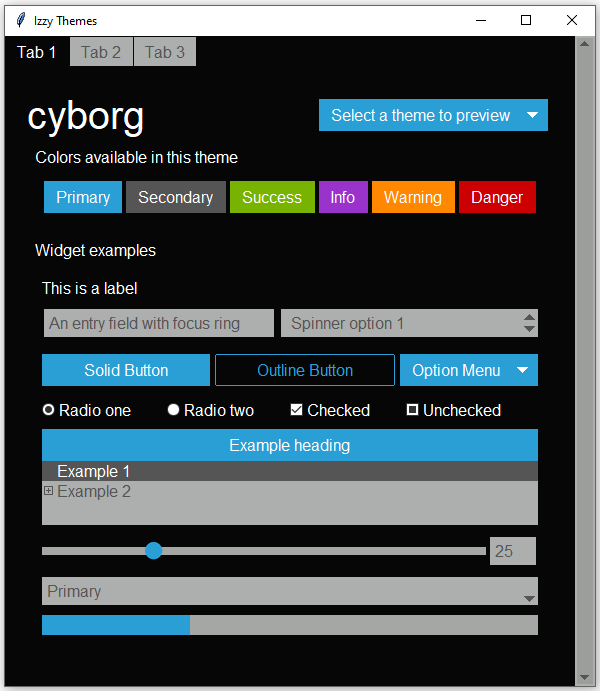 Izzy Themes
Tab 1 Tab 2 Tab 3
cyborg
Select a theme to preview
Colors available in this theme
Primary Secondary Success Info Warning Danger
Widget examples
This is a label
An entry field with focus ring Spinner option 1
Solid Button Outline Button Option Menu
Radio one Radio two Checked Unchecked
Example heading
Example 1
Example 2
25
Primary